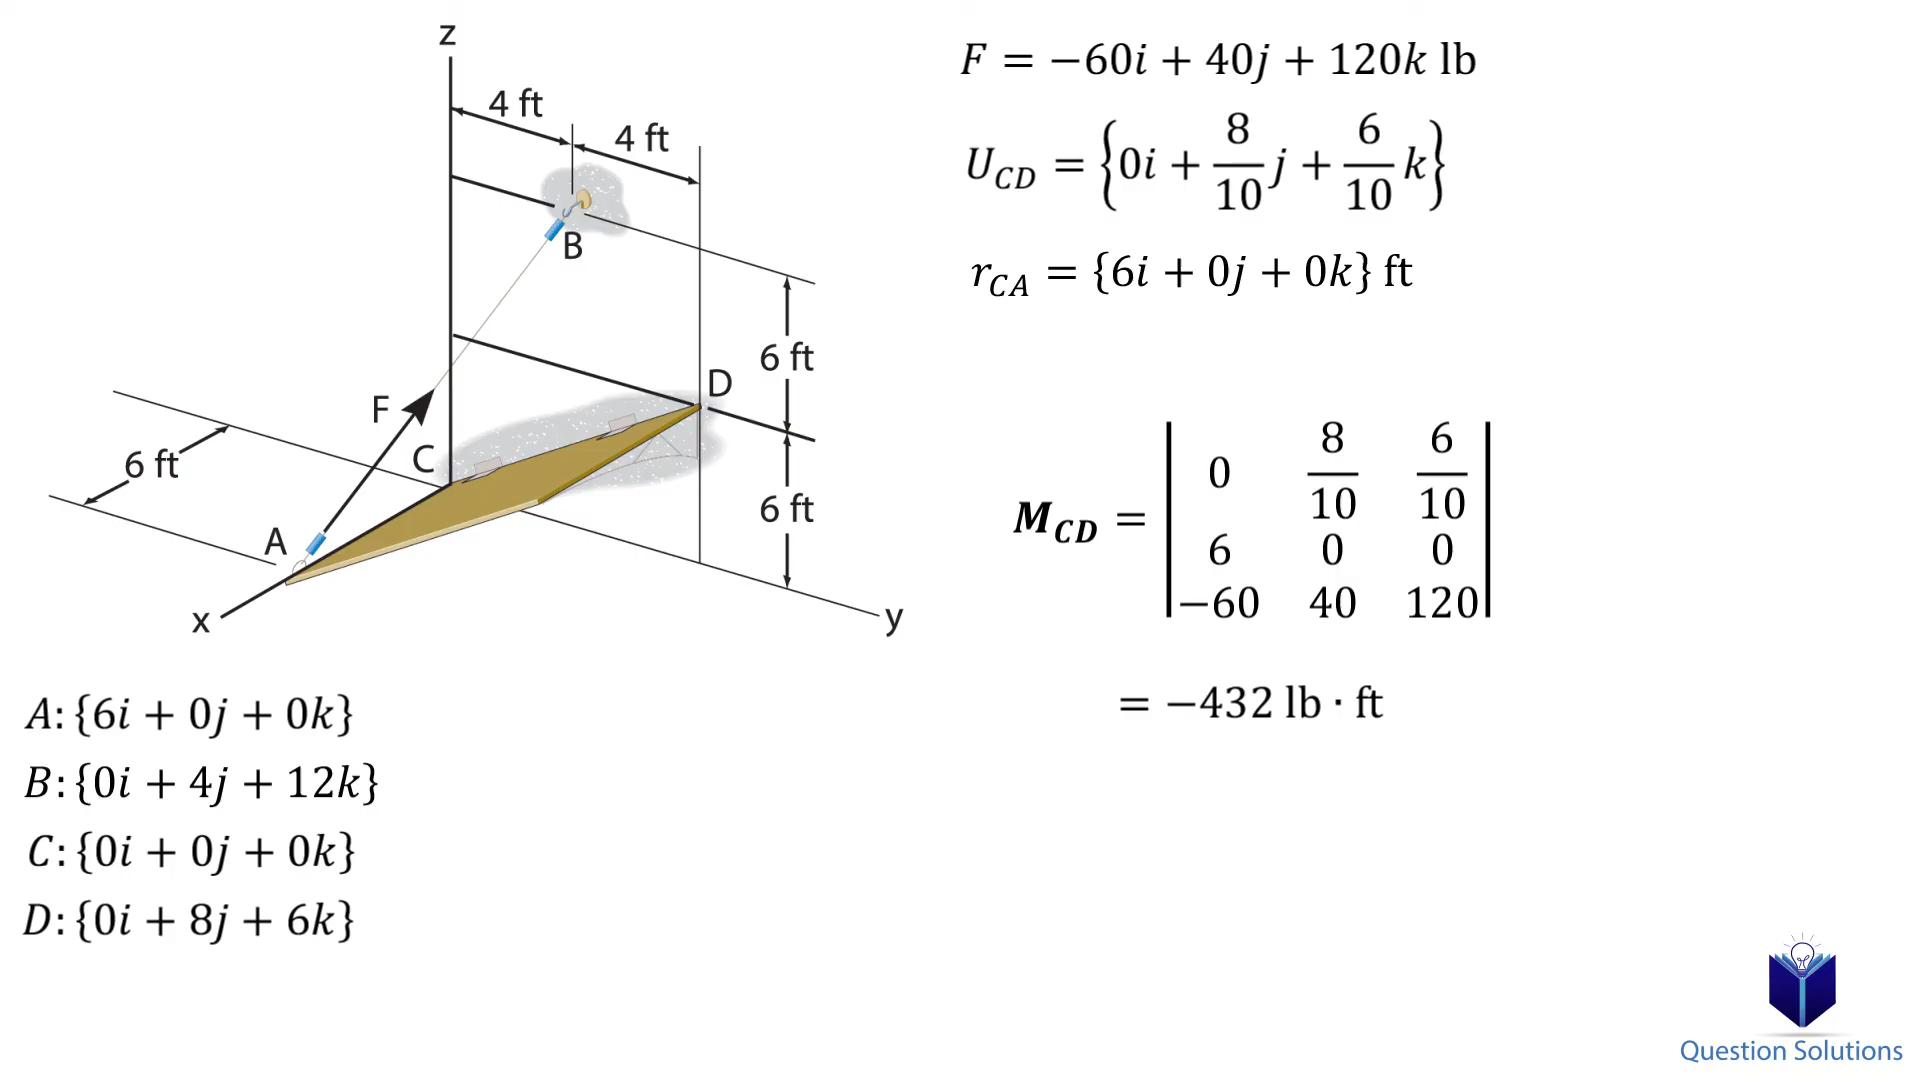 z
4 ft
4 ft
B
6 ft
D
F
C
6 ft
6 ft
A
x
y
A: {6i + 0j + 0k}
B: {0i + 4j + 12k}
C: {0i + 0j + 0k}
D: {0i + 8j + 6k}
F = −60i + 40j + 120k lb
U_CD = {0i + 8/10 j + 6/10 k}
r_CA = {6i + 0j + 0k} ft
M_CD = | 0 8/10 6/10 |
| 6 0 0 |
| −60 40 120 |
= −432 lb · ft
Question Solutions